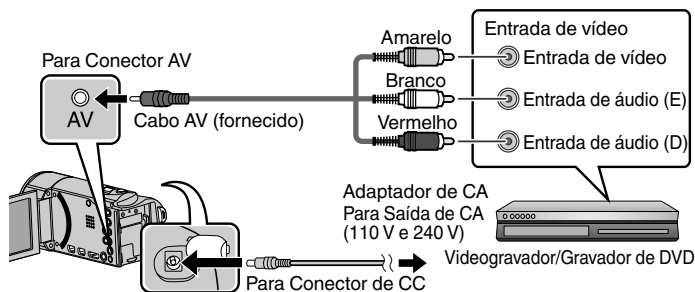 Para Conector AV
AV
Cabo AV (fornecido)
Amarelo
Branco
Vermelho
Entrada de vídeo
Entrada de vídeo
Entrada de áudio (E)
Entrada de áudio (D)
Adaptador de CA
Para Saída de CA
(110 V e 240 V)
Videogravador/Gravador de DVD
Para Conector de CC